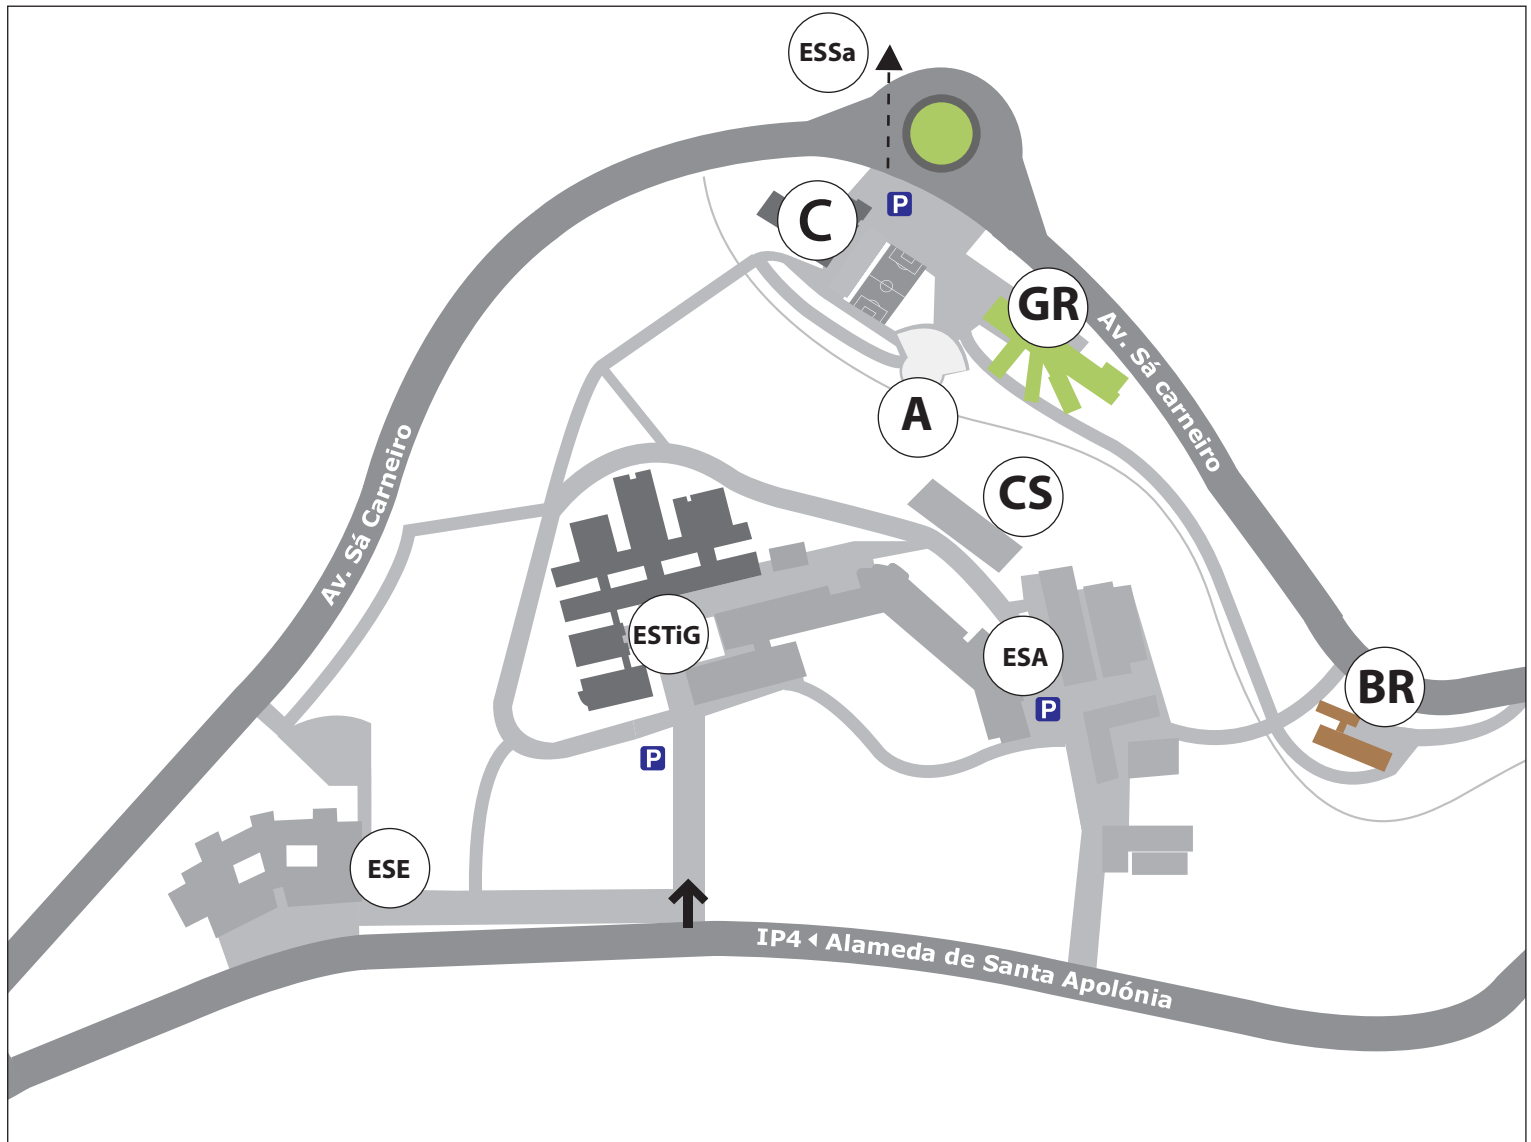 ESSa
P
C
GR
Av. Sá carneiro
A
Av. Sá Carneiro
CS
ESTiG
ESA
BR
P
P
ESE
IP4 Alameda de Santa Apolónia